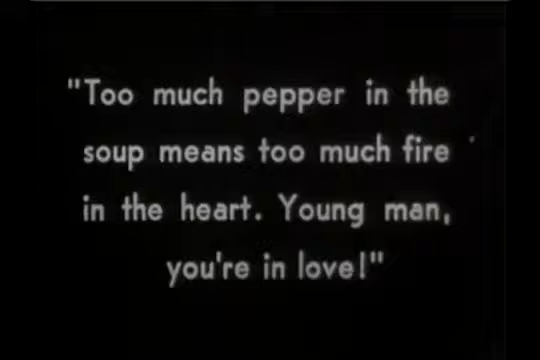 "Too much pepper in the
soup means too much fire
in the heart. Young man,
you're in love!"